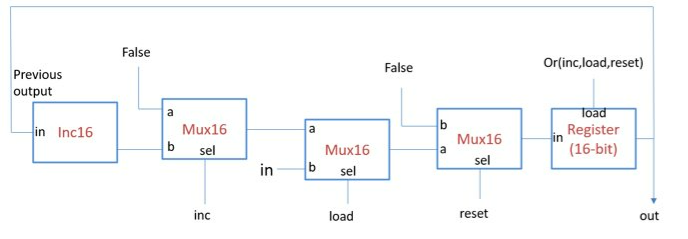 False
Previous
output
in
Inc16
a
b
Mux16
sel
inc
a
in
b
Mux16
sel
load
False
b
a
Mux16
sel
reset
Or(inc,load,reset)
load
in
Register
(16-bit)
out